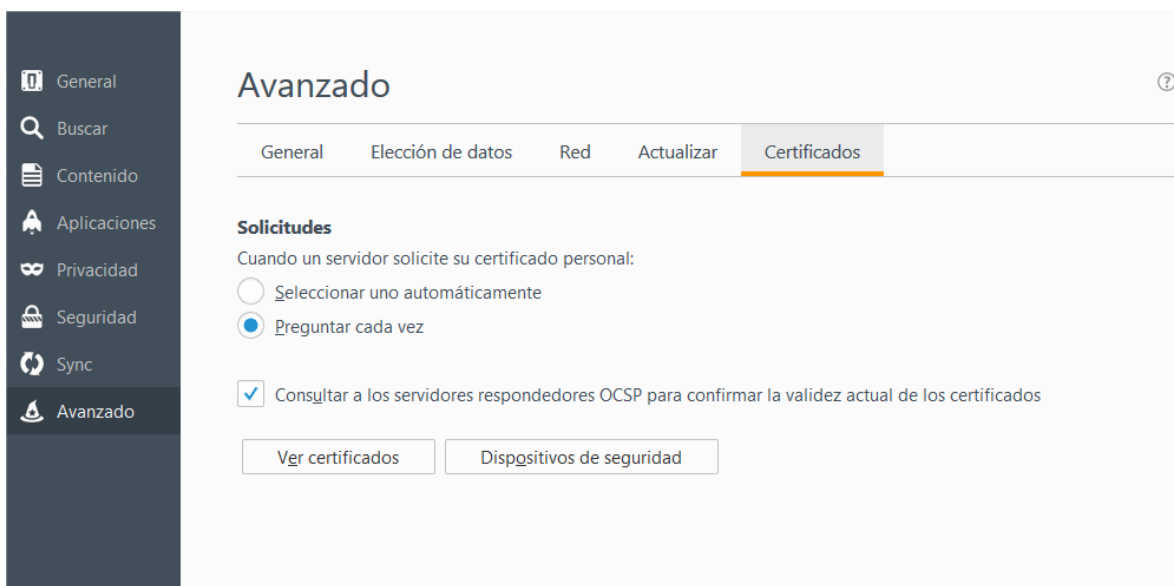 General
Buscar
Contenido
Aplicaciones
Privacidad
Seguridad
Sync
Avanzado
Avanzado
?
General Elección de datos Red Actualizar Certificados
Solicitudes
Cuando un servidor solicite su certificado personal:
Seleccionar uno automáticamente
Preguntar cada vez
Consultar a los servidores respondedores OCSP para confirmar la validez actual de los certificados
Ver certificados Dispositivos de seguridad